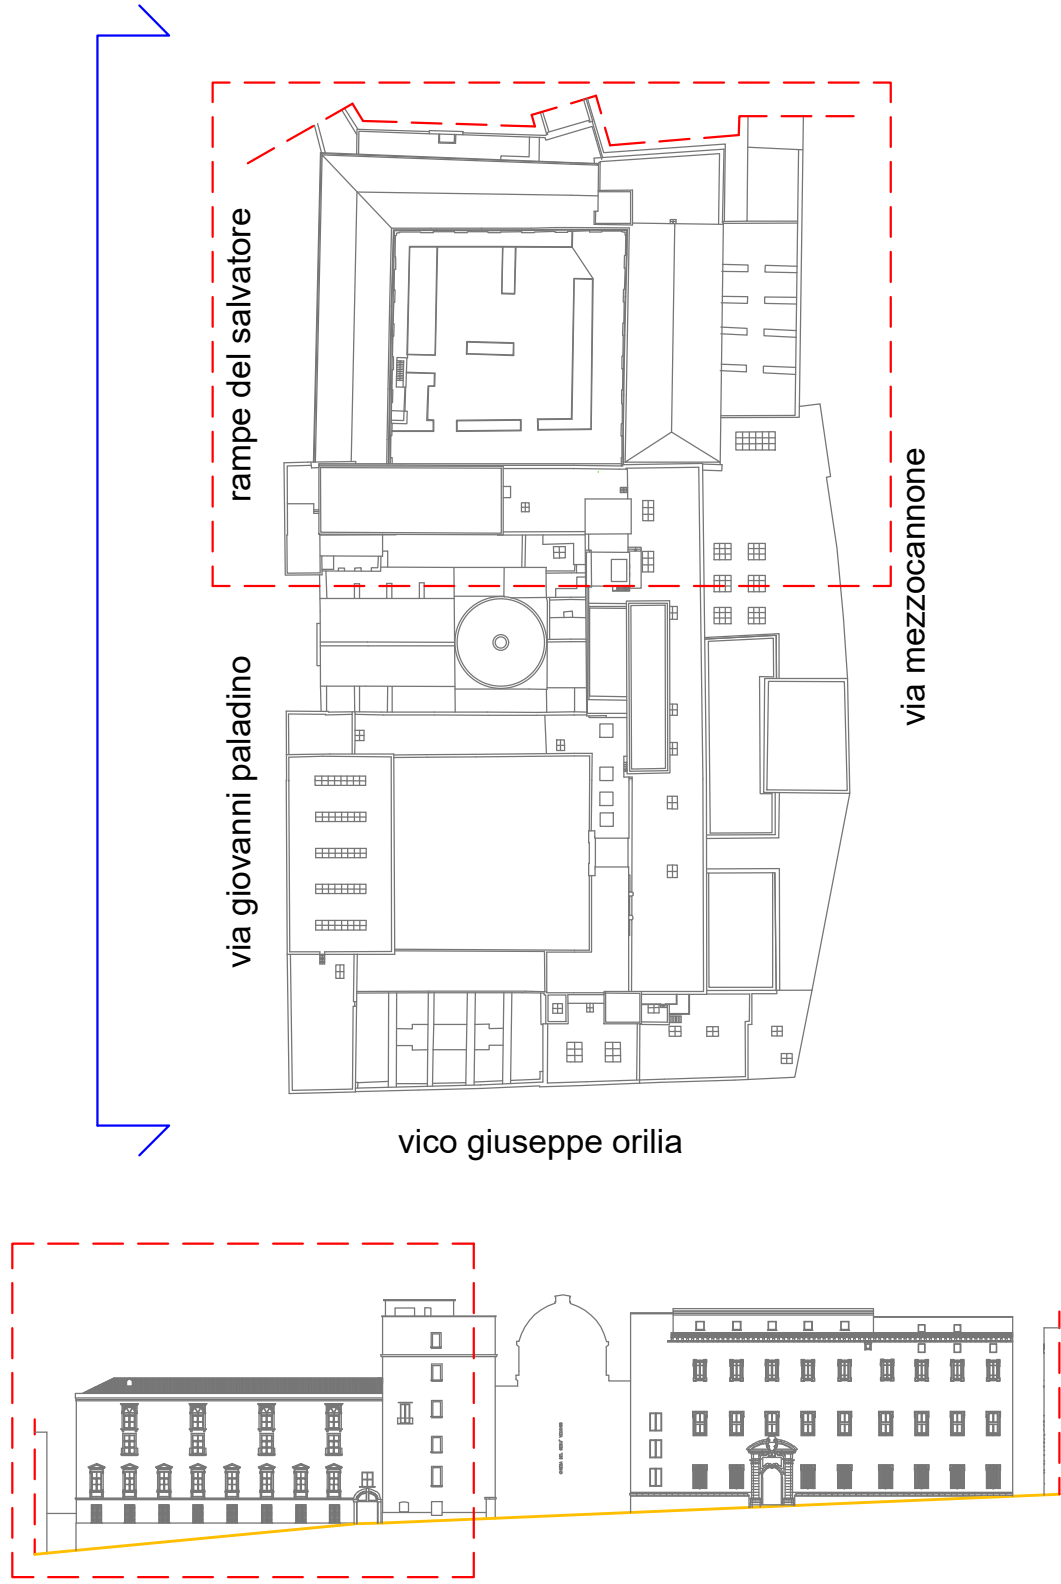 rampe del salvatore
via mezzocannone
via giovanni paladino
vico giuseppe orilia